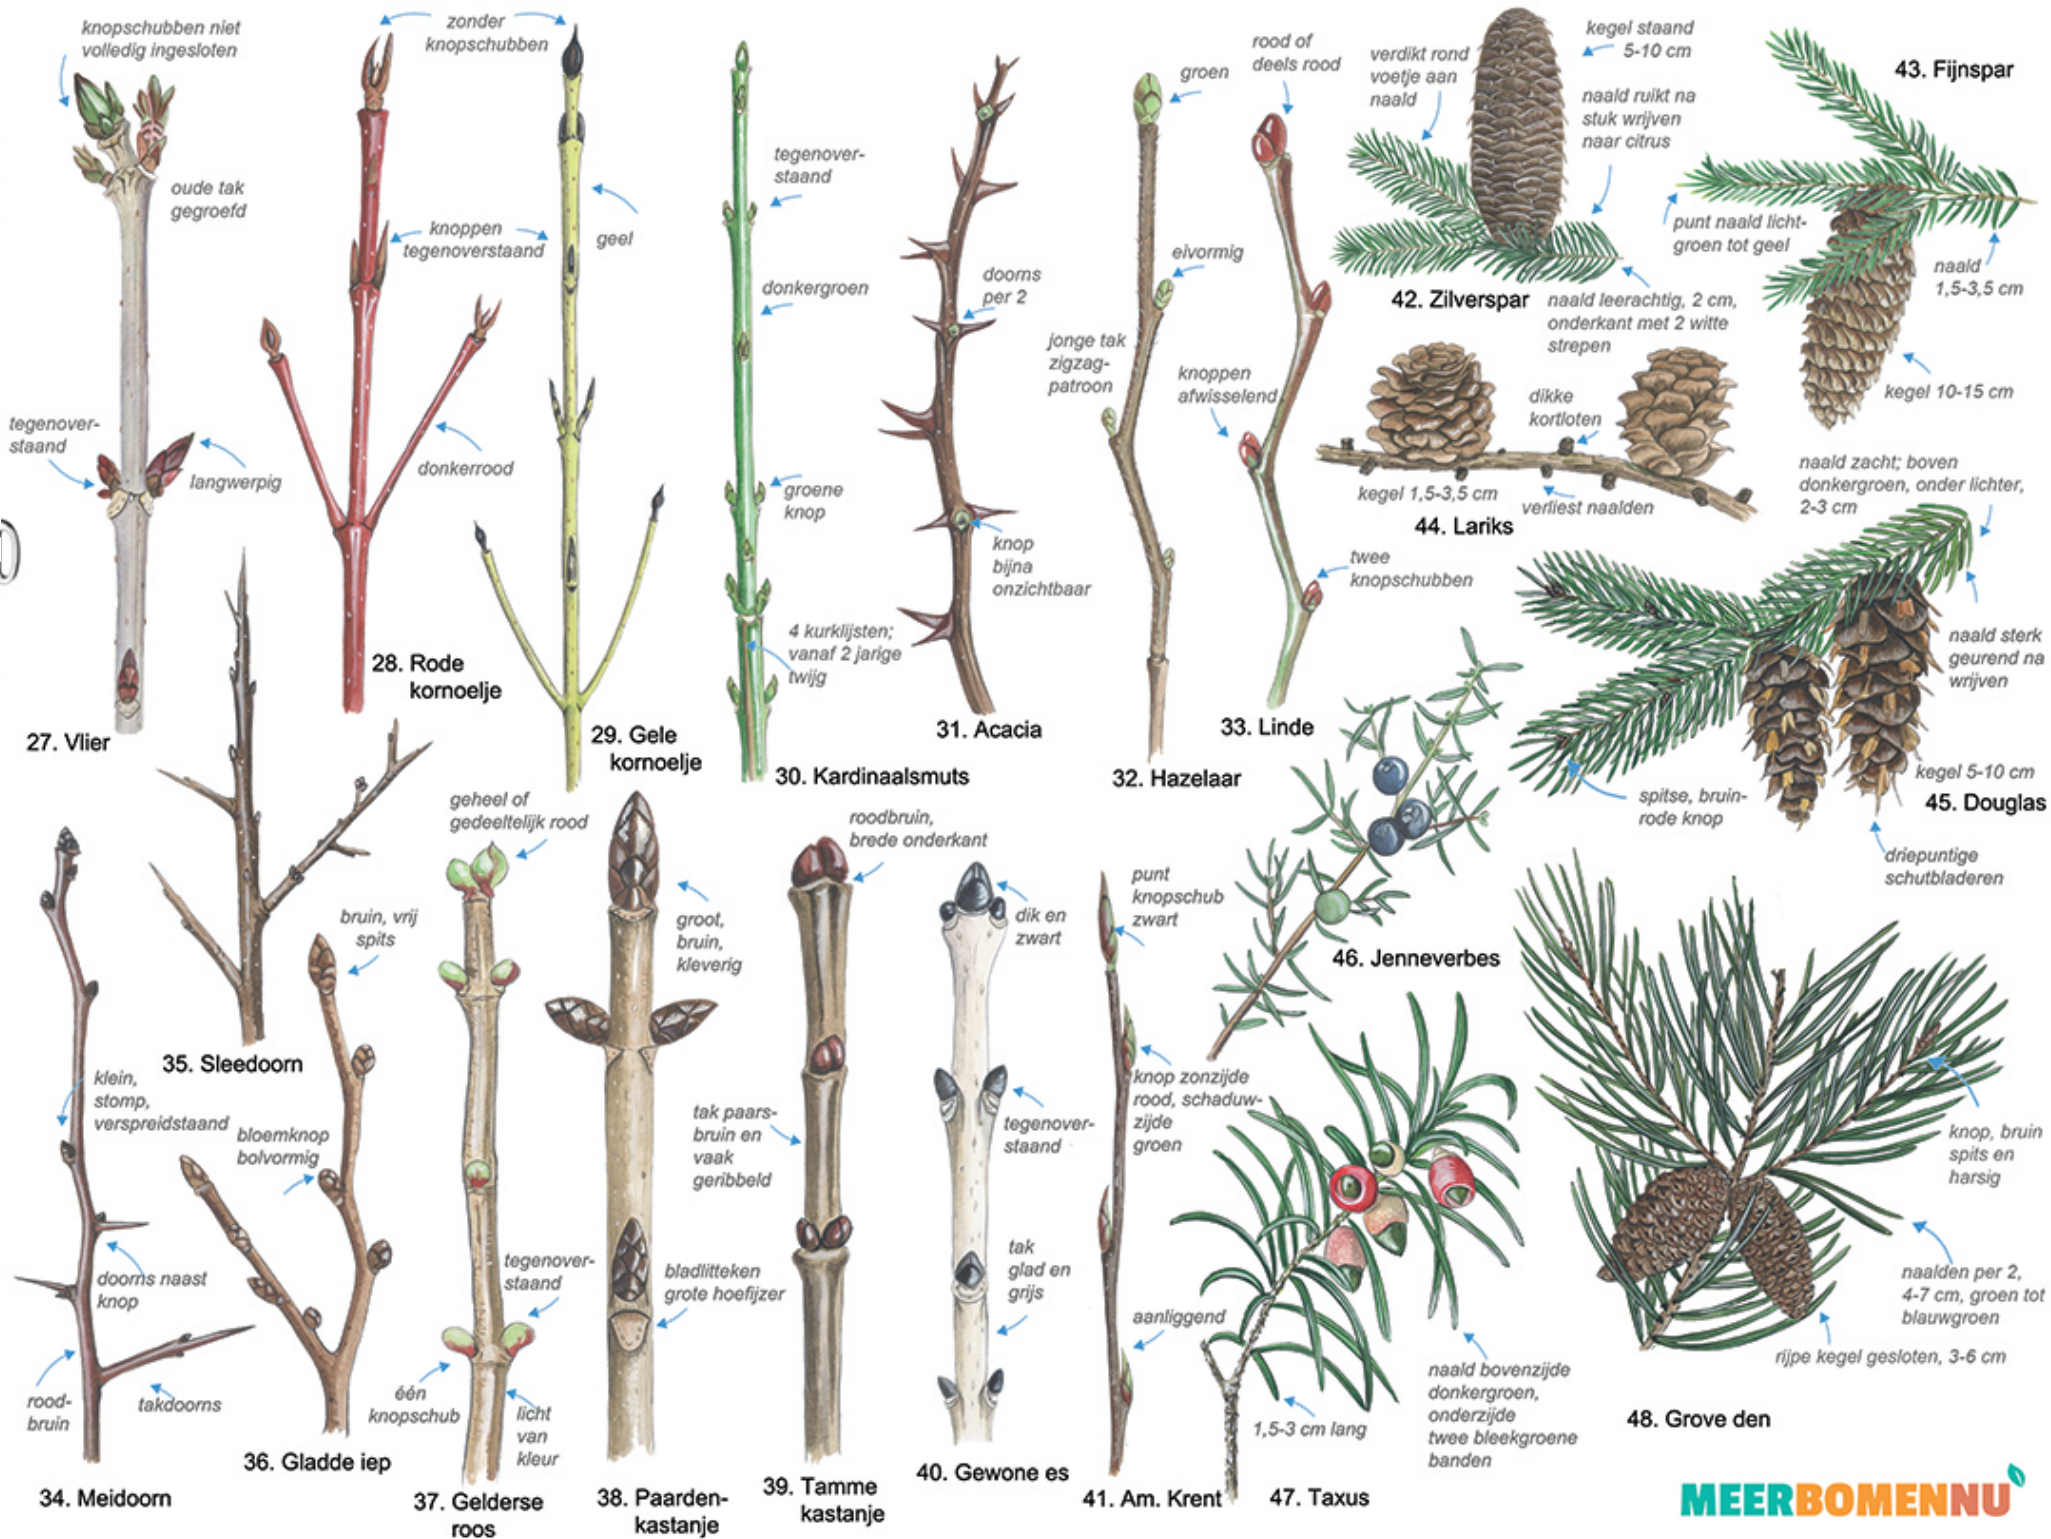 knopschubben niet
volledig ingesloten
oude tak
gegroefd
tegenover-
staand
langwerpig
27. Vlier
zonder
knopschubben
knoppen
tegenoverstaand
donkerrood
28. Rode
kornoelje
geel
29. Gele
kornoelje
tegenover-
staand
donkergroen
groene
knop
4 kurklijsten;
vanaf 2 jarige
twijg
30. Kardinaalsmuts
doorns
per 2
knop
bijna
onzichtbaar
31. Acacia
groen
eivormig
jonge tak
zigzag-
patroon
32. Hazelaar
rood of
deels rood
knoppen
afwisselend
twee
knopschubben
33. Linde
verdikt rond
voetje aan
naald
kegel staand
5-10 cm
naald ruikt na
stuk wrijven
naar citrus
42. Zilverspar
naald leerachtig, 2 cm,
onderkant met 2 witte
strepen
43. Fijnspar
punt naald licht-
groen tot geel
naald
1,5-3,5 cm
kegel 10-15 cm
dikke
kortloten
kegel 1,5-3,5 cm
verliest naalden
44. Lariks
naald zacht; boven
donkergroen, onder lichter,
2-3 cm
naald sterk
geurend na
wrijven
spitse, bruin-
rode knop
kegel 5-10 cm
45. Douglas
driepuntige
schutbladeren
klein,
stomp,
verspreidstaand
doorns naast
knop
rood-
bruin
takdoorns
34. Meidoorn
35. Sleedoorn
bruin, vrij
spits
bloemknop
bolvormig
36. Gladde iep
geheel of
gedeeltelijk rood
tegenover-
staand
één
knopschub
licht
van
kleur
37. Gelderse
roos
groot,
bruin,
kleverig
bladlitteken
grote hoefijzer
38. Paarden-
kastanje
roodbruin,
brede onderkant
tak paars-
bruin en
vaak
geribbeld
39. Tamme
kastanje
dik en
zwart
tegenover-
staand
tak
glad en
grijs
40. Gewone es
punt
knopschub
zwart
knop zonzijde
rood, schaduw-
zijde
groen
aanliggend
41. Am. Krent
46. Jenneverbes
1,5-3 cm lang
naald bovenzijde
donkergroen,
onderzijde
twee bleekgroene
banden
47. Taxus
knop, bruin
spits en
harsig
naalden per 2,
4-7 cm, groen tot
blauwgroen
rijpe kegel gesloten, 3-6 cm
48. Grove den
MEERBOMENNU